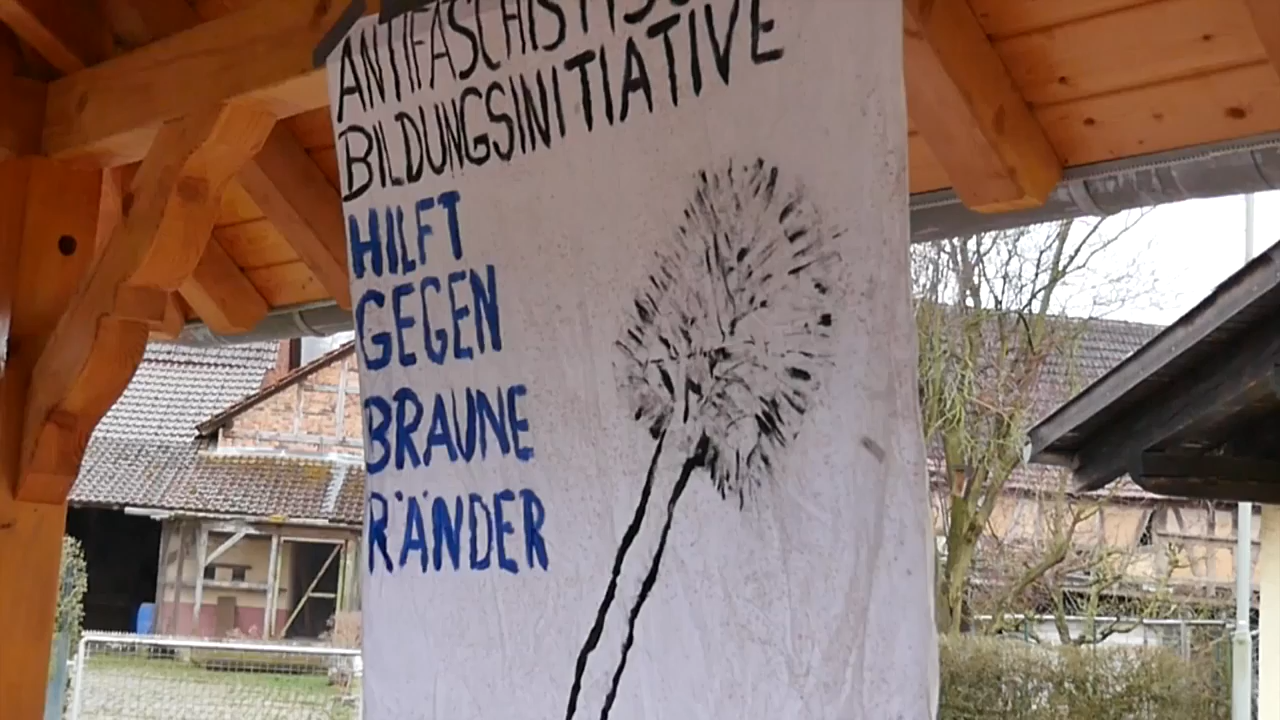 BILDUNGSINITIATIVE
HILFT
GEGEN
BRAUNE
RÄNDER